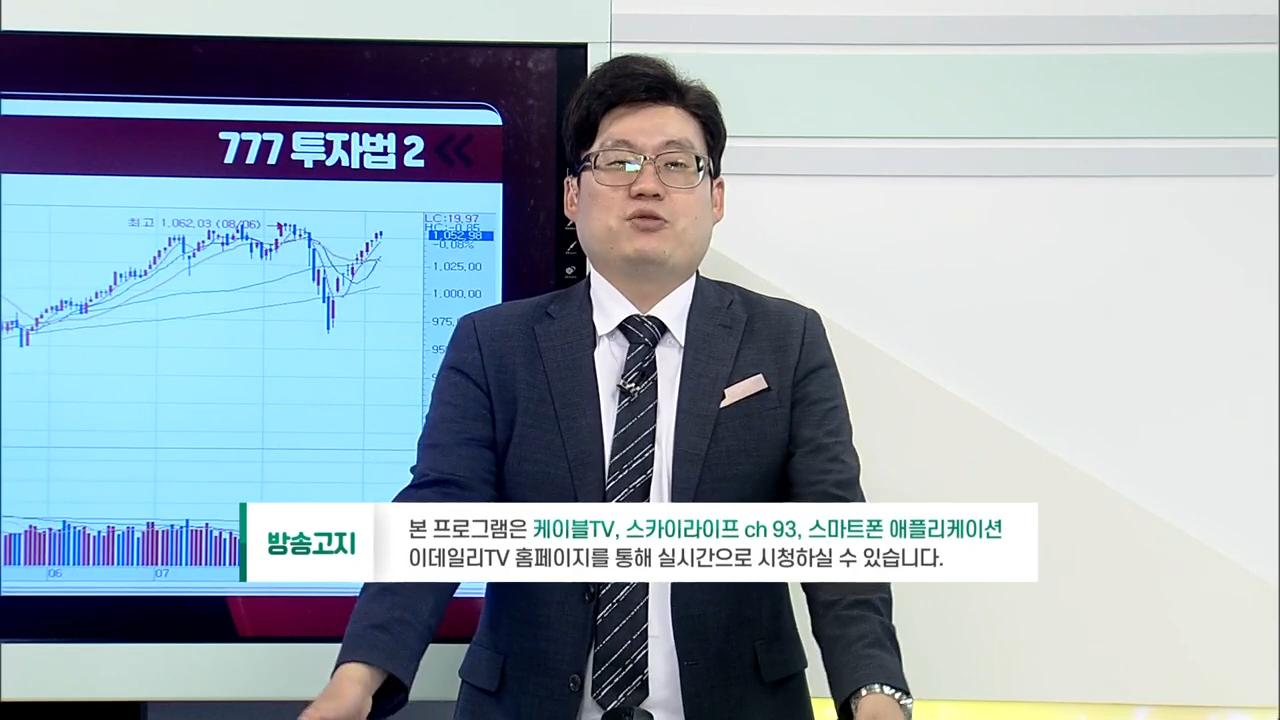 777 투자법 2
최고 1,062.03 (08/06)
LC:19.97
HC:-0.85
1,052.98
-0.08%
1,025.00
1,000.00
975.
95
06
07
방송고지
본 프로그램은 케이블TV, 스카이라이프 ch 93, 스마트폰 애플리케이션
이데일리TV 홈페이지를 통해 실시간으로 시청하실 수 있습니다.